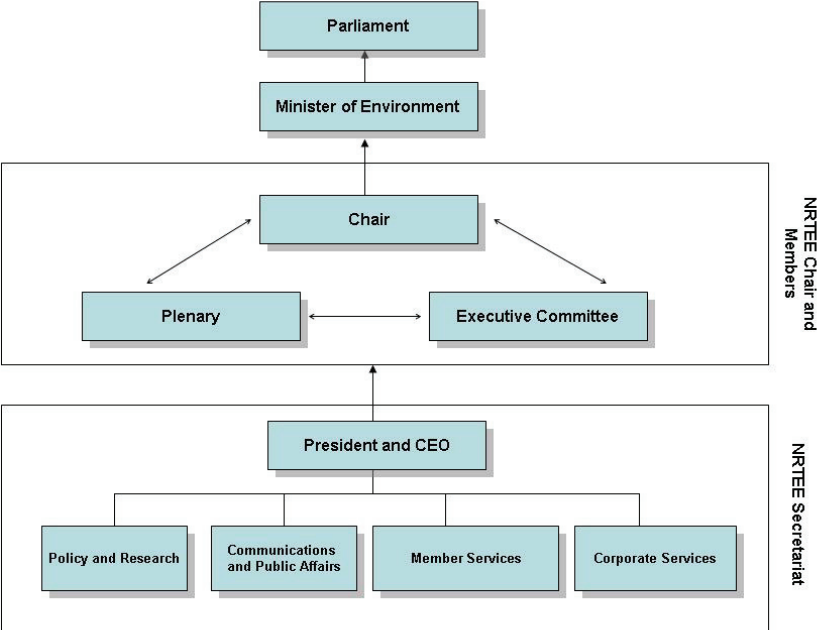 Parliament
Minister of Environment
Chair
Plenary
Executive Committee
NRTEE Chair and
Members
President and CEO
Policy and Research
Communications
and Public Affairs
Member Services
Corporate Services
NRTEE Secretariat